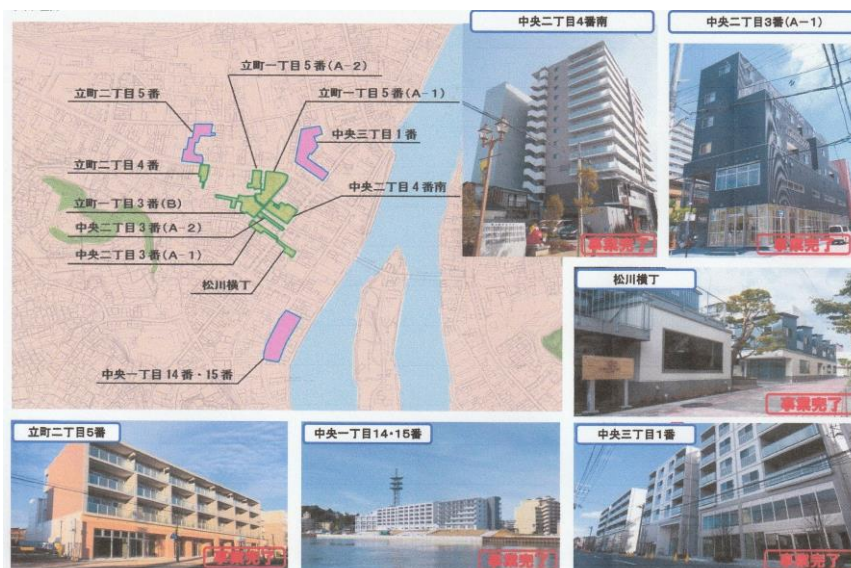 立町一丁目5番(A-2)
立町二丁目5番
立町一丁目5番(A-1)
中央三丁目1番
立町二丁目4番
中央二丁目4番南
立町一丁目3番(B)
中央二丁目3番(A-2)
中央二丁目3番(A-1)
松川横丁
中央一丁目14番・15番
中央二丁目4番南
事業完了
中央二丁目3番(A-1)
事業完了
松川横丁
事業完了
立町二丁目5番
事業完了
中央一丁目14・15番
事業完了
中央三丁目1番
事業完了